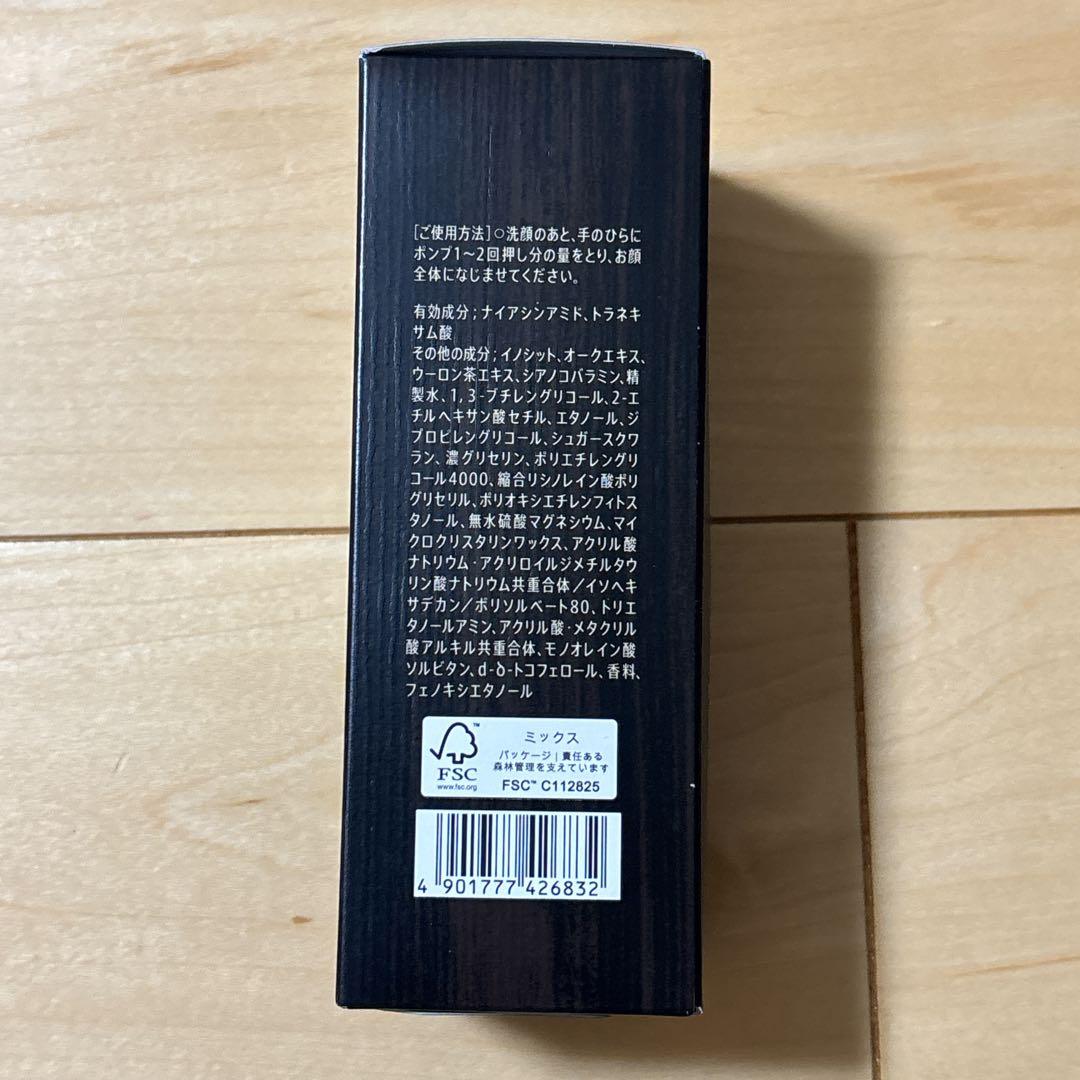 [ご使用方法]○洗顔のあと、手のひらに
ポンプ1〜2回押し分の量をとり、お顔
全体になじませてください。
有効成分;ナイアシンアミド、トラネキ
サム酸
その他の成分;イノシット、オークエキス、
ウーロン茶エキス、シアノコバラミン、精
製水、1,3-ブチレングリコール、2-エ
チルヘキサン酸セチル、エタノール、ジ
プロピレングリコール、シュガースクワ
ラン、濃グリセリン、ポリエチレングリ
コール4000、縮合リシノレイン酸ポリ
グリセリル、ポリオキシエチレンフィトス
タノール、無水硫酸マグネシウム、マイ
クロクリスタリンワックス、アクリル酸
ナトリウム・アクリロイルジメチルタウ
リン酸ナトリウム共重合体/イソヘキ
サデカン/ポリソルベート80、トリエ
タノールアミン、アクリル酸・メタクリル
酸アルキル共重合体、モノオレイン酸
ソルビタン、d-δ-トコフェロール、香料、
フェノキシエタノール
FSC
™
www.fsc.org
ミックス
パッケージ|責任ある
森林管理を支えています
FSC™ C112825
4 901777 426832